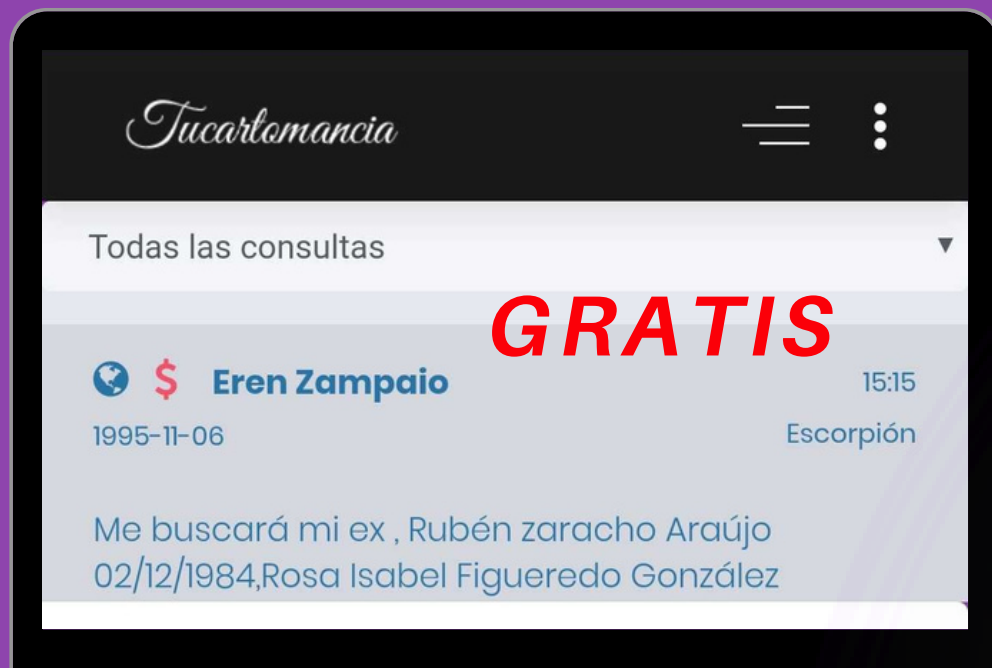 Tucartomancia
Todas las consultas
GRATIS
$ Eren Zampaio 15:15
1995-11-06 Escorpión
Me buscará mi ex , Rubén zaracho Araújo
02/12/1984,Rosa Isabel Figueredo González